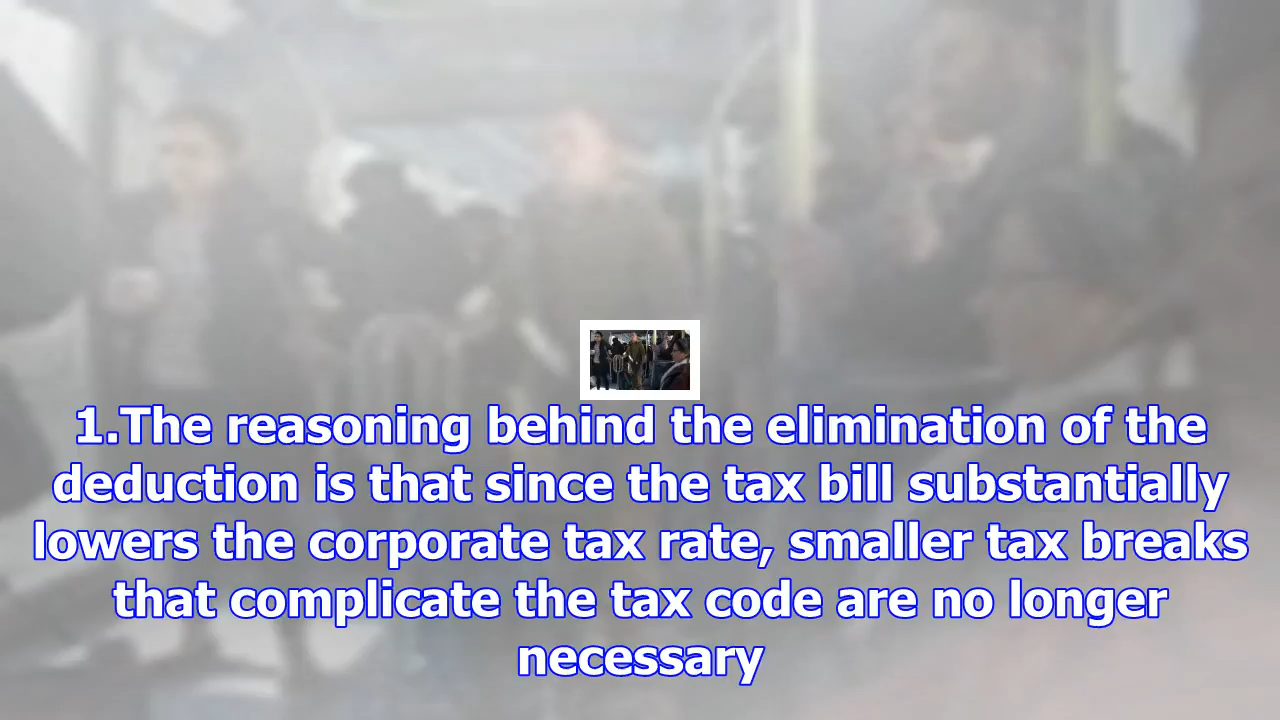 1.The reasoning behind the elimination of the
deduction is that since the tax bill substantially
lowers the corporate tax rate, smaller tax breaks
that complicate the tax code are no longer
necessary